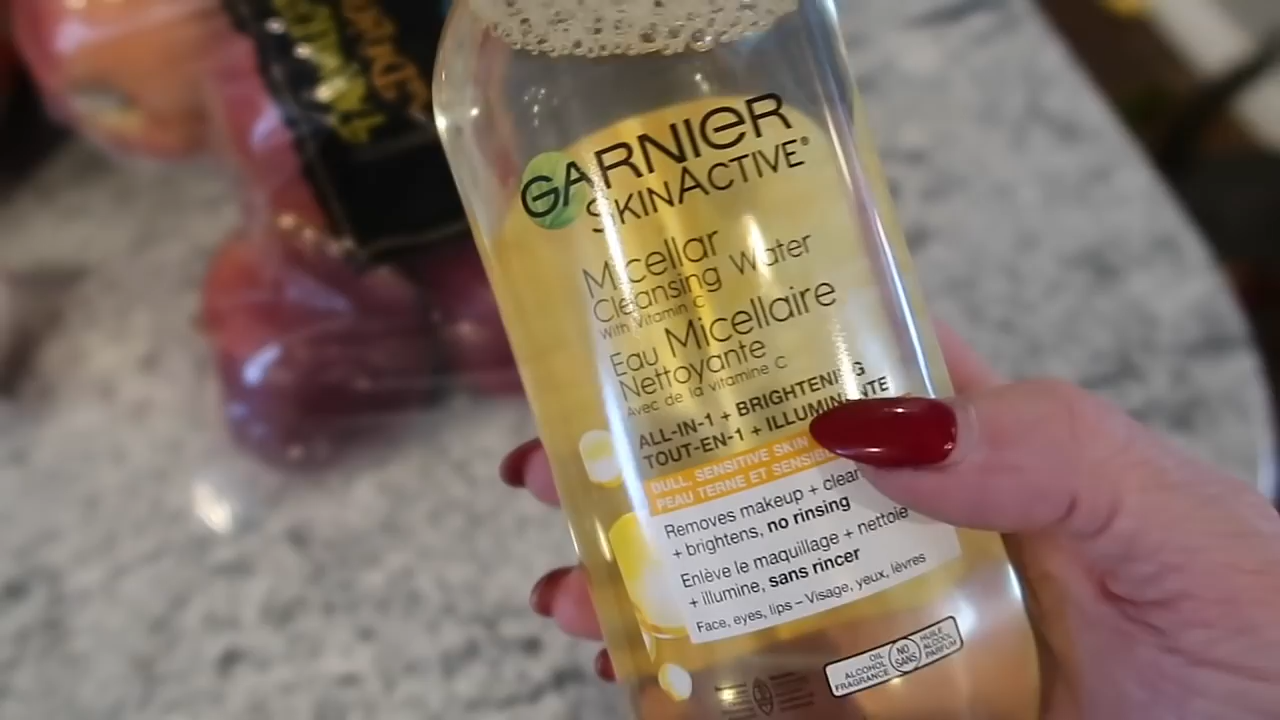 GARNIER
SKINACTIVE®
Micellar
Cleansing Water
With Vitamin C
Eau Micellaire
Nettoyante
Avec de la vitamine C
ALL-IN-1 + BRIGHTENING
TOUT-EN-1 + ILLUMINANTE
DULL, SENSITIVE SKIN
PEAU TERNE ET
Removes makeup +
+ brightens, no rinsing
Enlève le maquillage + nettoie
+ illumine, sans rincer
Face, eyes, lips – Visage, yeux, lèvres
OIL
ALCOHOL
FRAGRANCE
NO
SANS
HUILE
ALCOOL
PARFUM